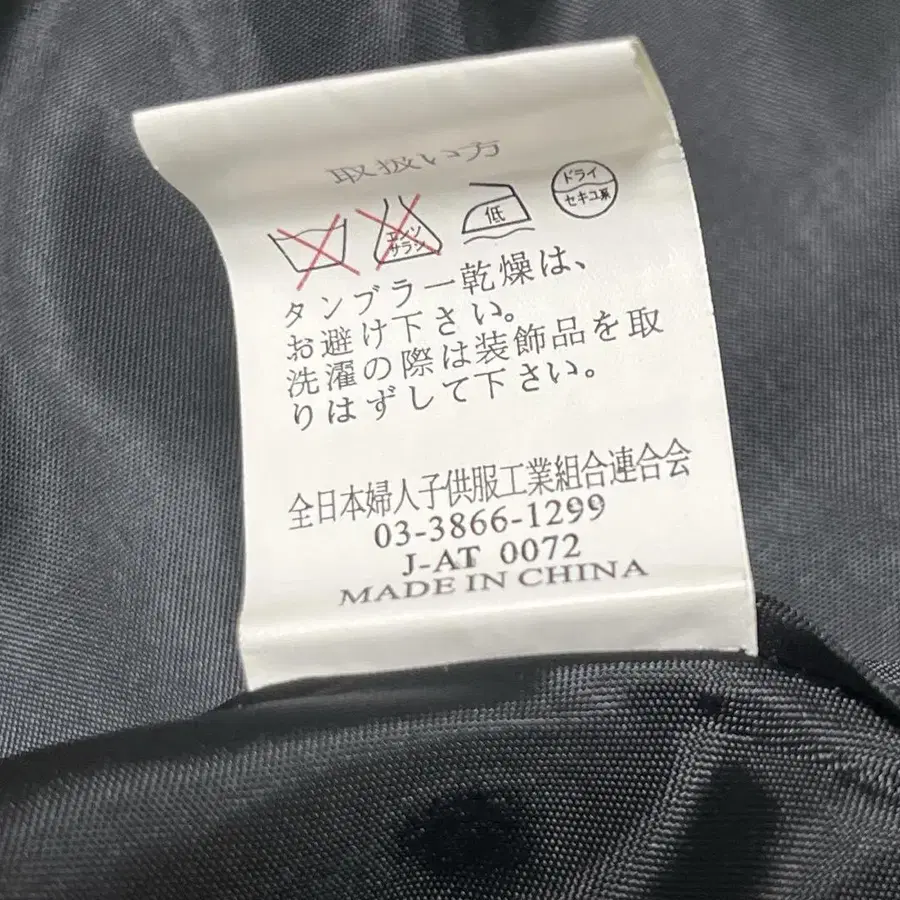 取扱い方
エンソ
サラシ
低
ドライ
セキユ系
タンブラー乾燥は、
お避け下さい。
洗濯の際は装飾品を取
りはずして下さい。
全日本婦人子供服工業組合連合会
03-3866-1299
J-AT 0072
MADE IN CHINA